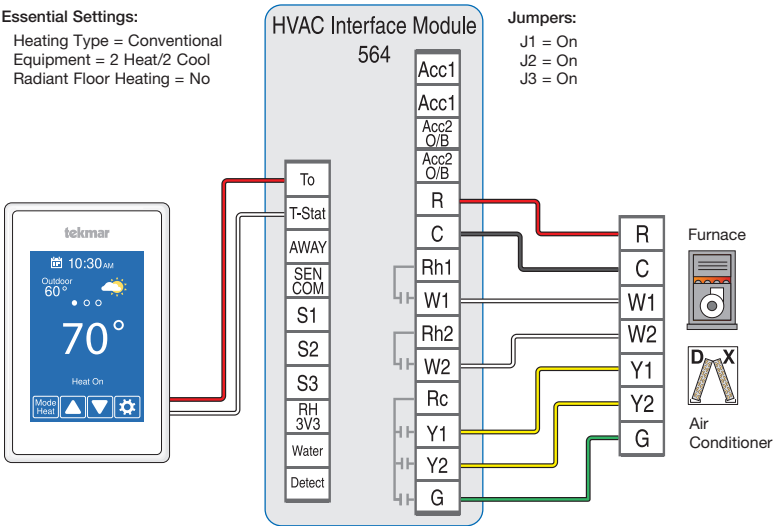 Essential Settings:
Heating Type = Conventional
Equipment = 2 Heat/2 Cool
Radiant Floor Heating = No
HVAC Interface Module
564
Jumpers:
J1 = On
J2 = On
J3 = On
tekmar
10:30 AM
Outdoor
60°
70°
Heat On
Mode
Heat
To
T-Stat
AWAY
SEN
COM
S1
S2
S3
RH
3V3
Water
Detect
Acc1
Acc1
Acc2
O/B
Acc2
O/B
R
C
Rh1
W1
Rh2
W2
Rc
Y1
Y2
G
R
C
W1
W2
Y1
Y2
G
Furnace
D X
Air
Conditioner